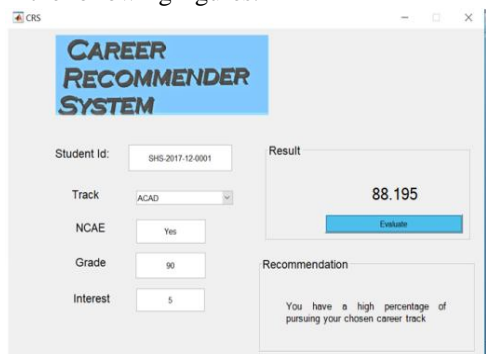 CRS
CAREER
RECOMMENDER
SYSTEM
Student Id:
SHS-2017-12-0001
Track
ACAD
NCAE
Yes
Grade
90
Interest
5
Result
88.195
Evaluate
Recommendation
You have a high percentage of
pursuing your chosen career track